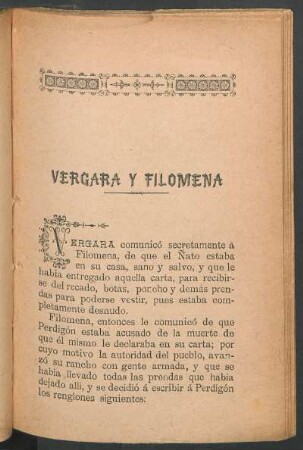 VERGARA Y FILOMENA
VERGARA comunicó secretamente á
Filomena, de que el Ñato estaba
en su casa, sano y salvo, y que le
habia entregado aquella carta, para recibir-
se del recado, botas, poncho y demás pren-
das para poderse vestir, pues estaba com-
pletamente desnudo.
Filomena, entonces le comunicó de que
Perdigón estaba acusado de la muerte de
que él mismo le declaraba en su carta; por
cuyo motivo la autoridad del pueblo, avan-
zó su rancho con gente armada, y que se
habia llevado todas las prendas que habia
dejado alli, y se decidió á escribir á Perdigón
los renglones siguientes: